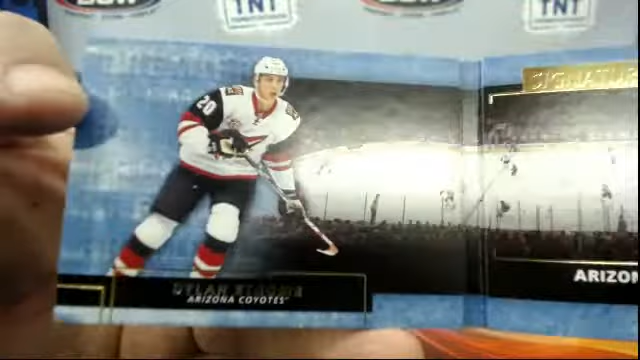 TNT
TNT
SIGNATUR
20
DYLAN STROME
ARIZONA COYOTES
ARIZON